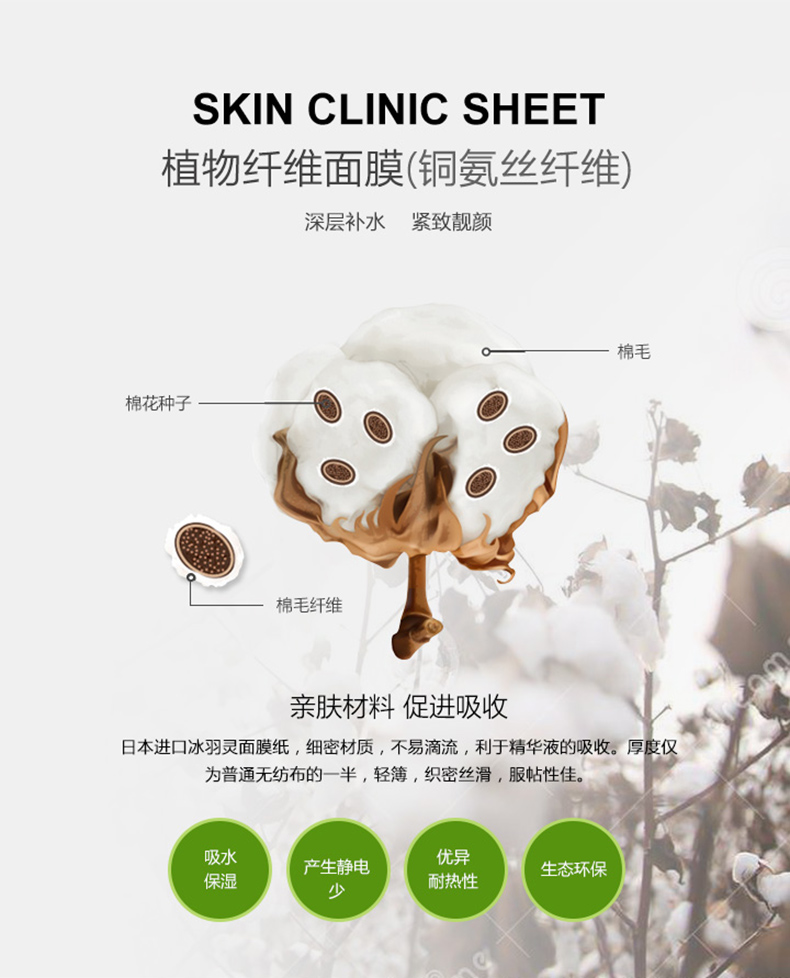 SKIN CLINIC SHEET
植物纤维面膜(铜氨丝纤维)
深层补水 紧致靓颜
棉毛
棉花种子
棉毛纤维
亲肤材料 促进吸收
日本进口冰羽灵面膜纸，细密材质，不易滴流，利于精华液的吸收。厚度仅
为普通无纺布的一半，轻簿，织密丝滑，服帖性佳。
吸水
保湿
产生静电
少
优异
耐热性
生态环保